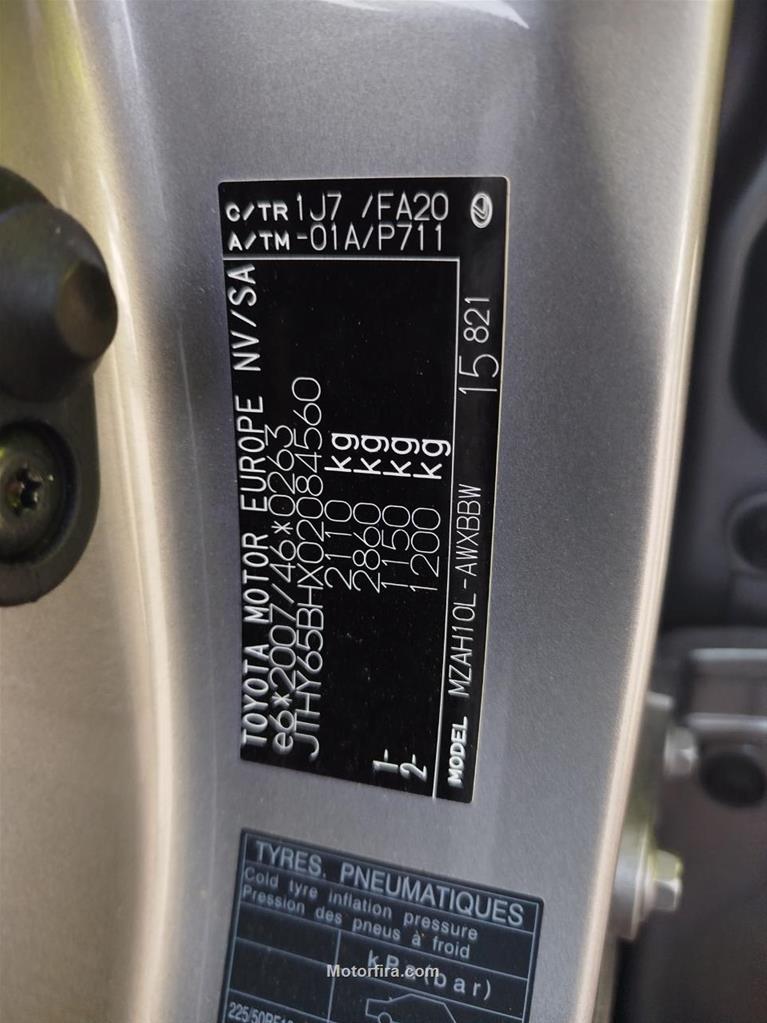 C/TR 1J7 /FA20
A/TM -01A/P711
TOYOTA MOTOR EUROPE NV/SA
e6*2007/46*0263
JTHY65BHX02084560
2110 kg
2860 kg
1- 1150 kg
2- 1200 kg
MODEL MZAH10L-AWXBBW 15 821
TYRES. PNEUMATIQUES
Cold tyre inflation pressure
Pression des pneus à froid
kPa(bar)
Motorfira.com